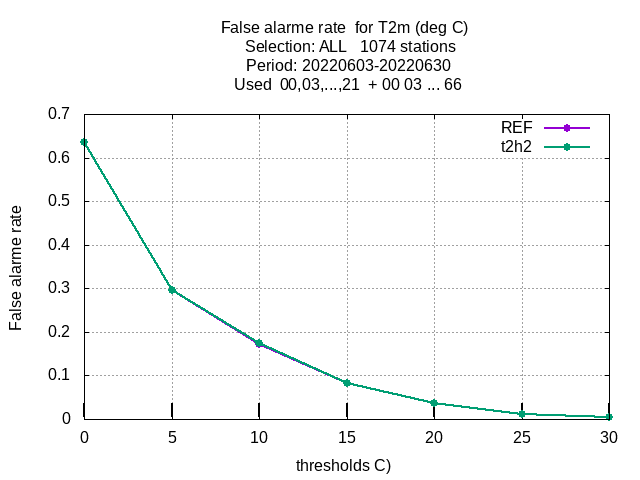 False alarme rate  for T2m (deg C)
Selection: ALL   1074 stations
Period: 20220603-20220630
Used  00,03,...,21  + 00 03 ... 66
REF
t2h2
False alarme rate
0.7
0.6
0.5
0.4
0.3
0.2
0.1
0
0 5 10 15 20 25 30
thresholds C)